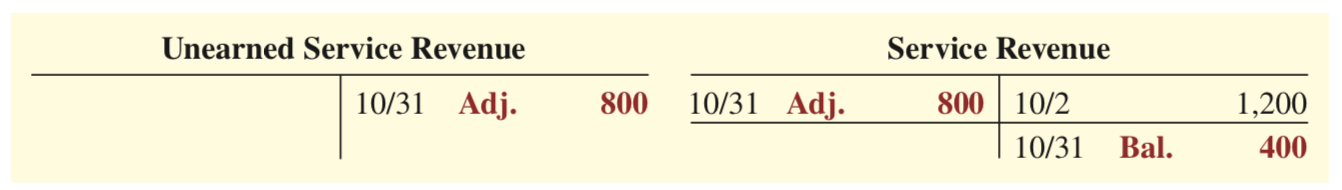 Unearned Service Revenue Service Revenue
10/31 Adj. 800 10/31 Adj. 800 10/2 1,200
10/31 Bal. 400